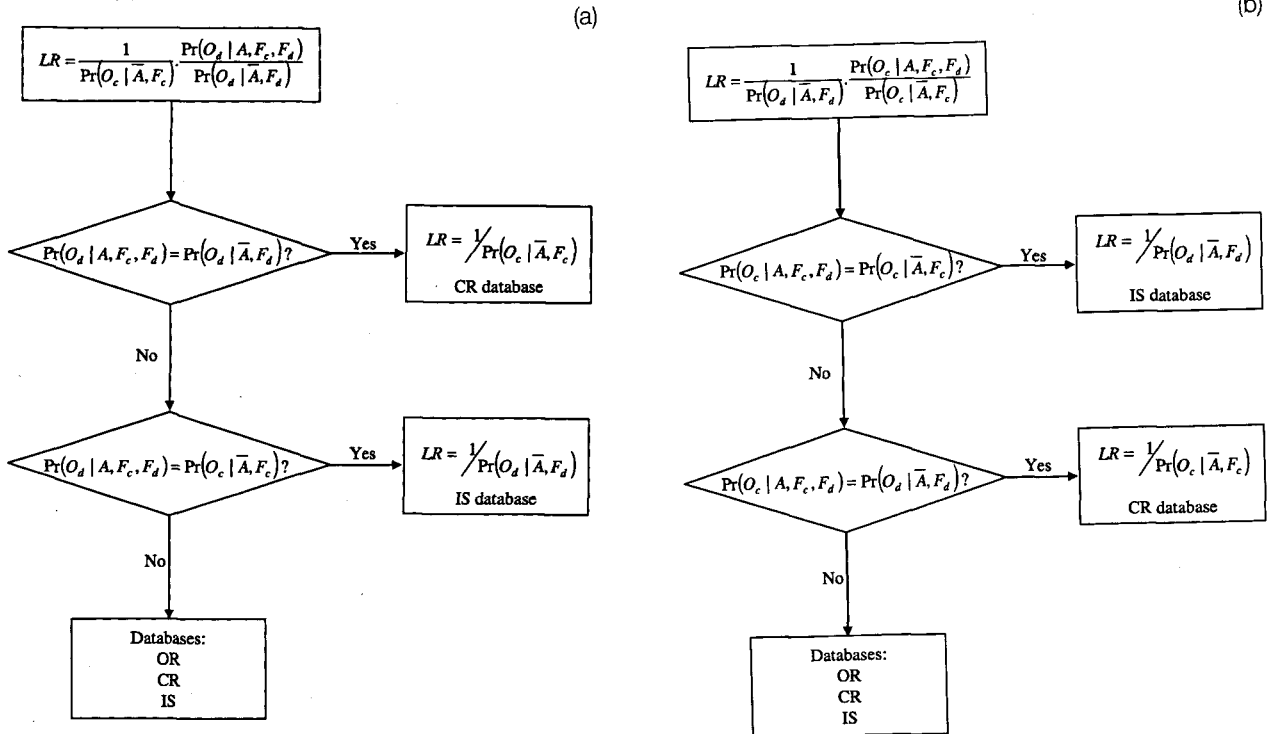 (a)
LR = 1/Pr(O_c | A̅, F_c) · Pr(O_d | A, F_c, F_d)/Pr(O_d | A̅, F_d)
Pr(O_d | A, F_c, F_d) = Pr(O_d | A̅, F_d)?
Yes
LR = 1/Pr(O_c | A̅, F_c)
CR database
No
Pr(O_d | A, F_c, F_d) = Pr(O_c | A̅, F_c)?
Yes
LR = 1/Pr(O_d | A̅, F_d)
IS database
No
Databases:
OR
CR
IS
(b)
LR = 1/Pr(O_d | A̅, F_d) · Pr(O_c | A, F_c, F_d)/Pr(O_c | A̅, F_c)
Pr(O_c | A, F_c, F_d) = Pr(O_c | A̅, F_c)?
Yes
LR = 1/Pr(O_d | A̅, F_d)
IS database
No
Pr(O_c | A, F_c, F_d) = Pr(O_d | A̅, F_d)?
Yes
LR = 1/Pr(O_c | A̅, F_c)
CR database
No
Databases:
OR
CR
IS